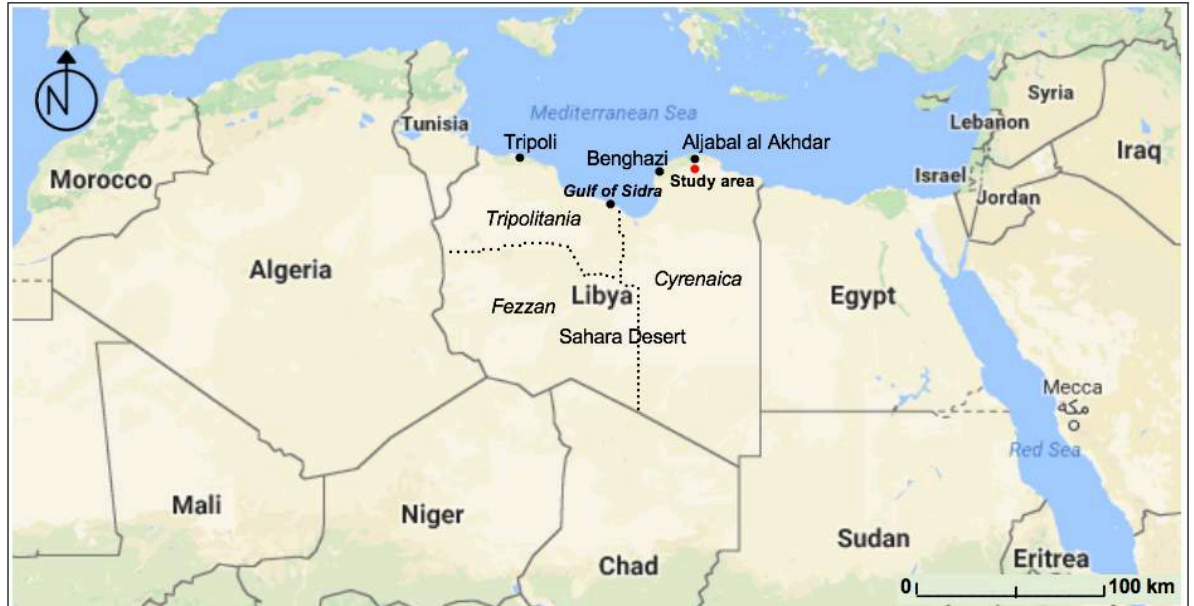 N
Syria
Mediterranean Sea
Tunisia
Lebanon
Tripoli
Aljabal al Akhdar
Iraq
Benghazi
Morocco
Israel
Study area
Gulf of Sidra
Jordan
Tripolitania
Algeria
Cyrenaica
Libya
Egypt
Fezzan
Sahara Desert
Mecca
مكة
Red Sea
Mali
Niger
Sudan
Chad
Eritrea
0 100 km